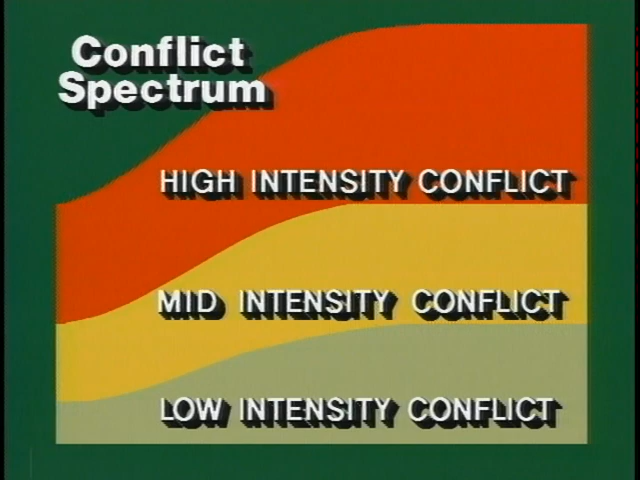 Conflict
Spectrum
HIGH INTENSITY CONFLICT
MID INTENSITY CONFLICT
LOW INTENSITY CONFLICT